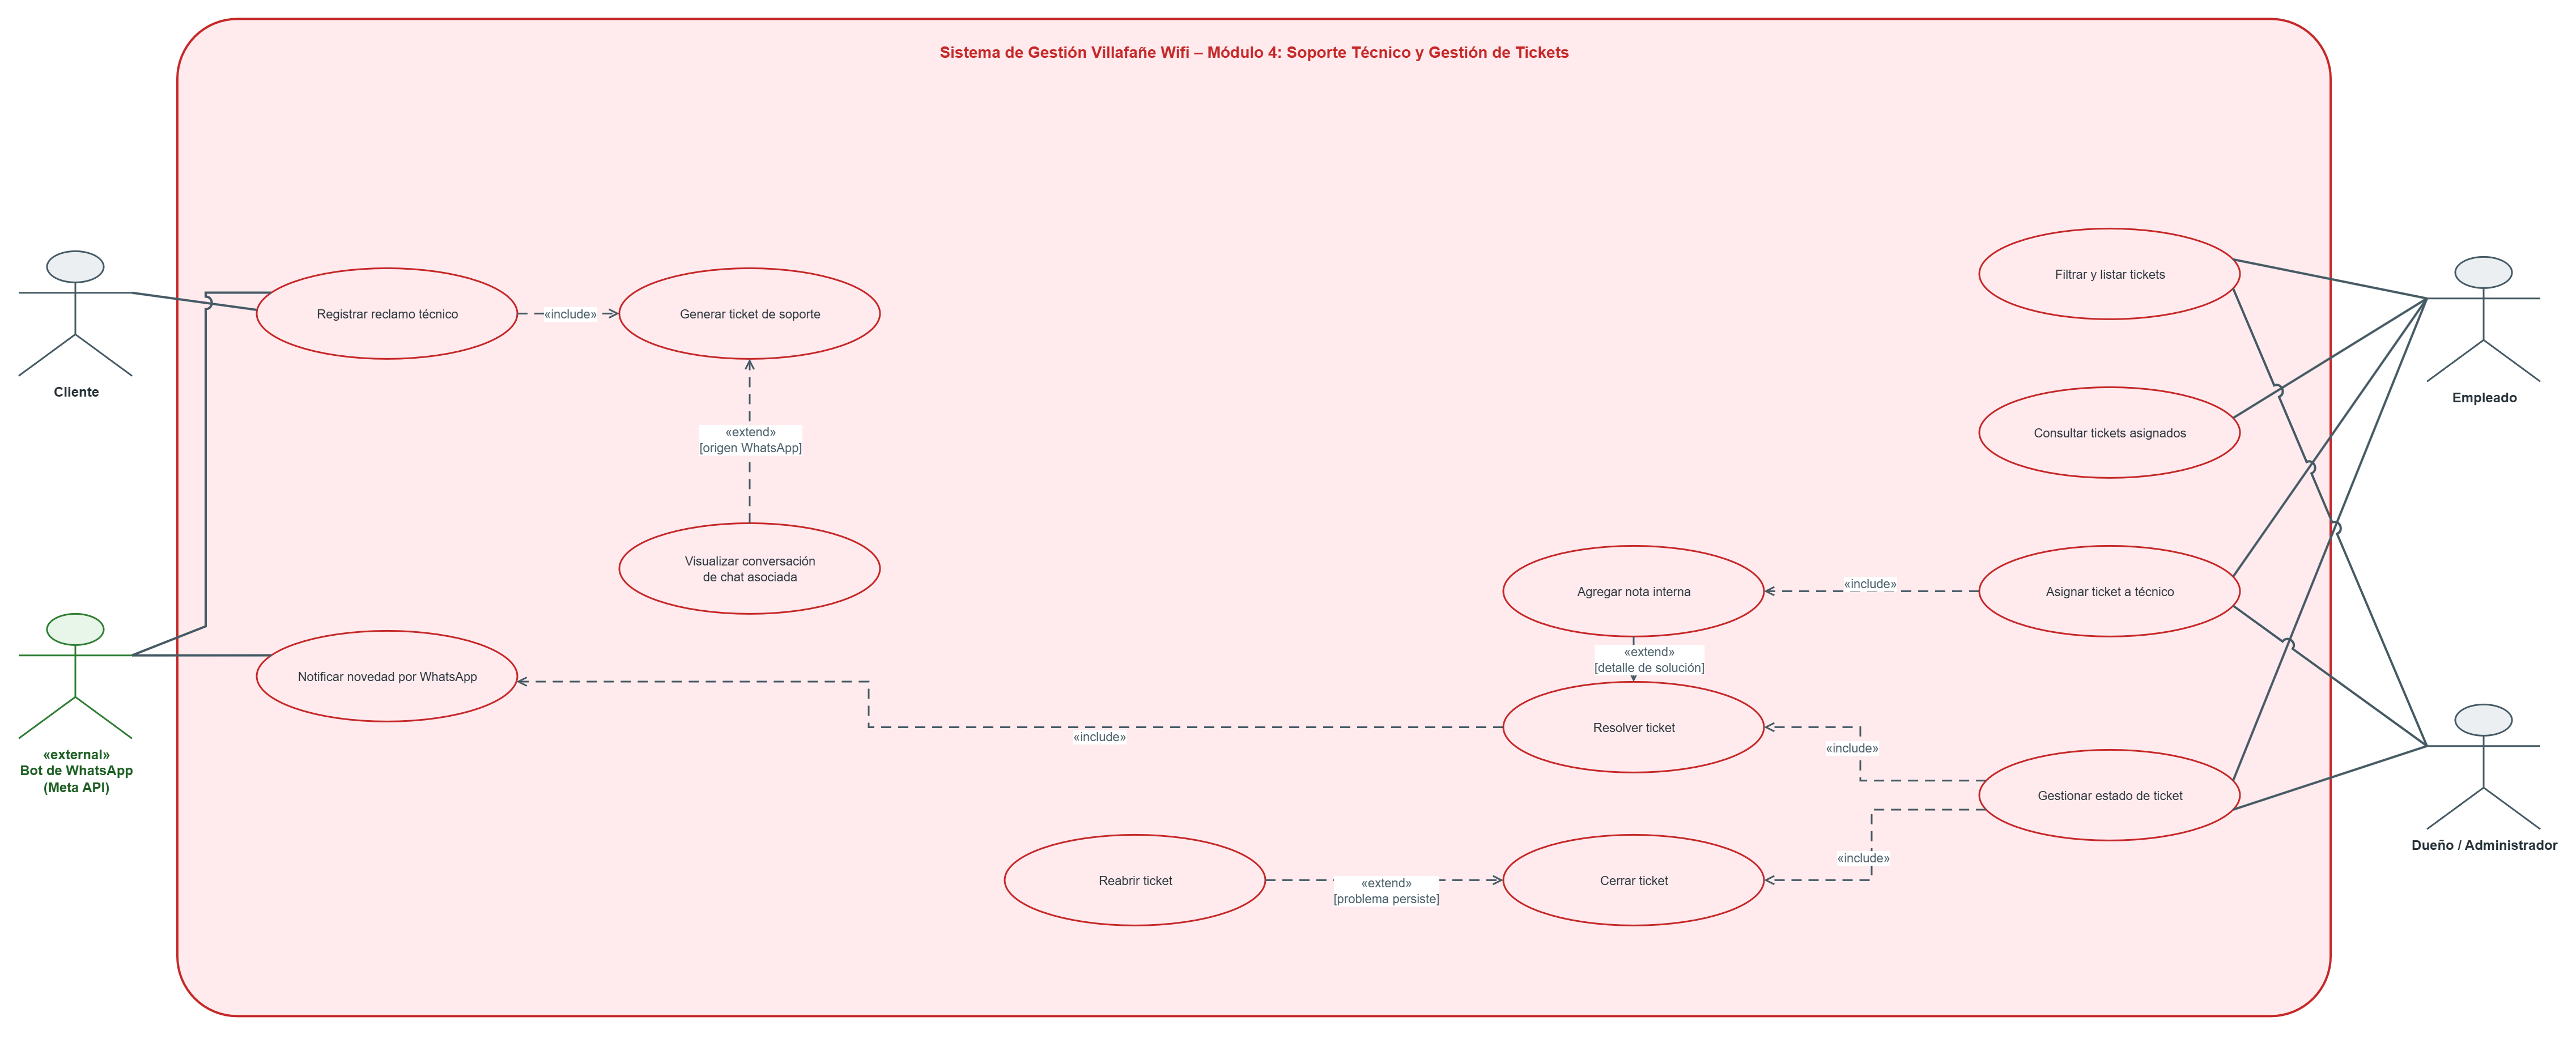 Sistema de Gestión Villafañe Wifi – Módulo 4: Soporte Técnico y Gestión de Tickets
Cliente
Registrar reclamo técnico
«include»
Generar ticket de soporte
Filtrar y listar tickets
Empleado
«extend»
[origen WhatsApp]
Consultar tickets asignados
Visualizar conversación
de chat asociada
Agregar nota interna
«include»
Asignar ticket a técnico
«extend»
[detalle de solución]
Notificar novedad por WhatsApp
«external»
Bot de WhatsApp
(Meta API)
«include»
Resolver ticket
«include»
Gestionar estado de ticket
Dueño / Administrador
«include»
Reabrir ticket
«extend»
[problema persiste]
Cerrar ticket